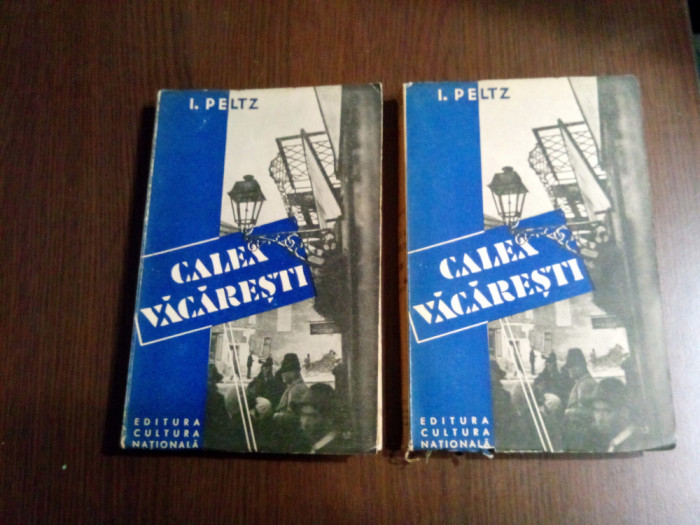 I. PELTZ
CALEA
VĂCĂREȘTI
EDITURA
CULTURA
NAȚIONALĂ
I. PELTZ
CALEA
VĂCĂREȘTI
EDITURA
CULTURA
NAȚIONALĂ